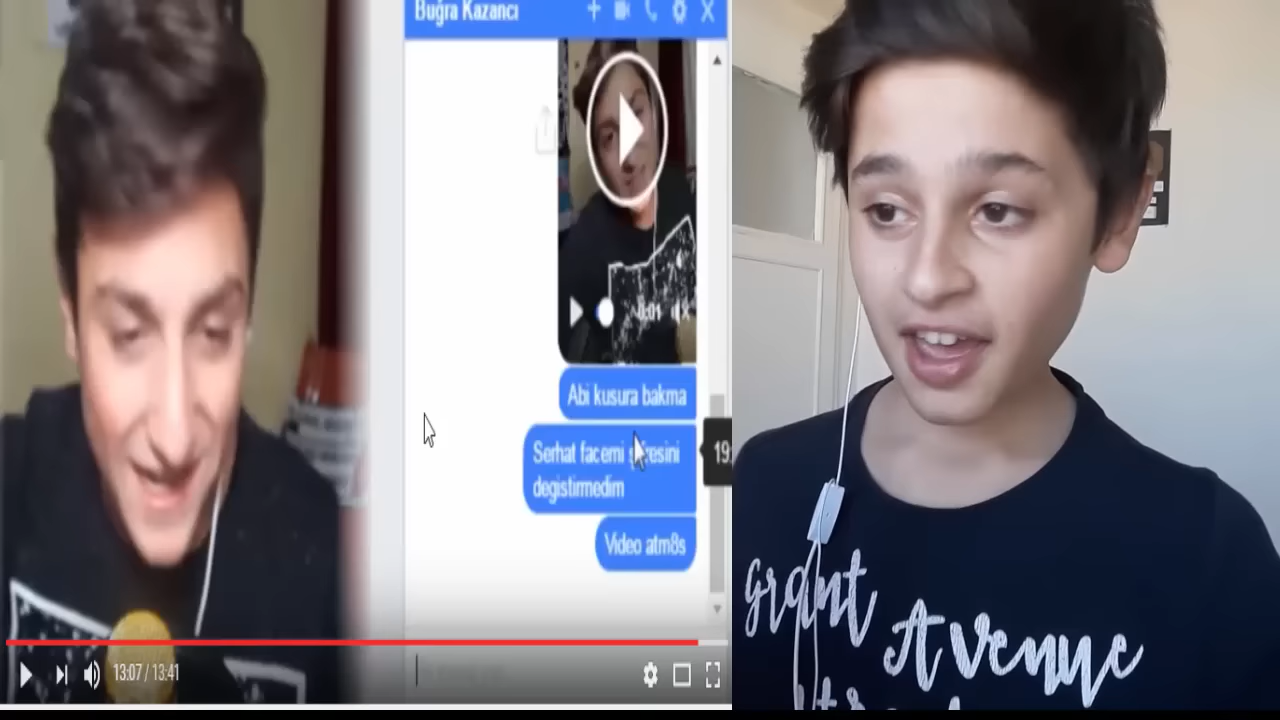 Buğra Kazancı
0:01
Abi kusura bakma
Serhat facemi şifresini
degistirmedim
19:
Video atm8s
13:07 / 13:41
Grant
Avenue